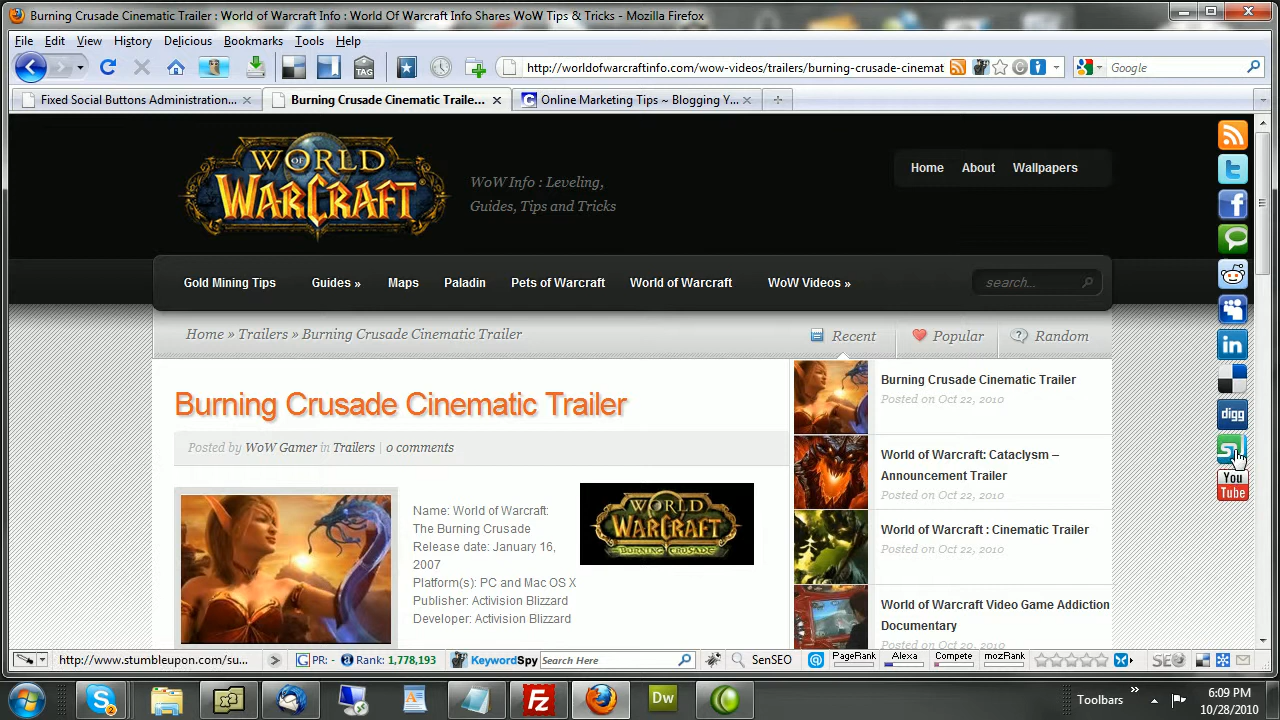 Burning Crusade Cinematic Trailer : World of Warcraft Info : World Of Warcraft Info Shares WoW Tips & Tricks - Mozilla Firefox
File Edit View History Delicious Bookmarks Tools Help
TAG http://worldofwarcraftinfo.com/wow-videos/trailers/burning-crusade-cinemat Google
Fixed Social Buttons Administration... Burning Crusade Cinematic Traile... Online Marketing Tips ~ Blogging Y...
WORLD OF WARCRAFT
WoW Info : Leveling,
Guides, Tips and Tricks
Home About Wallpapers
Gold Mining Tips Guides » Maps Paladin Pets of Warcraft World of Warcraft WoW Videos » search...
Home » Trailers » Burning Crusade Cinematic Trailer
Recent Popular Random
Burning Crusade Cinematic Trailer
Posted by WoW Gamer in Trailers | 0 comments
Name: World of Warcraft:
The Burning Crusade
Release date: January 16,
2007
Platform(s): PC and Mac OS X
Publisher: Activision Blizzard
Developer: Activision Blizzard
WORLD OF WARCRAFT
BURNING CRUSADE
Burning Crusade Cinematic Trailer
Posted on Oct 22, 2010
World of Warcraft: Cataclysm –
Announcement Trailer
Posted on Oct 22, 2010
World of Warcraft : Cinematic Trailer
Posted on Oct 22, 2010
World of Warcraft Video Game Addiction
Documentary
Posted on Oct 20, 2010
in
digg
You
Tube
http://www.stumbleupon.com/su... PR: - Rank: 1,778,193 KeywordSpy Search Here SenSEO PageRank Alexa Compete mozRank SEO
Fz Dw Toolbars
6:09 PM
10/28/2010